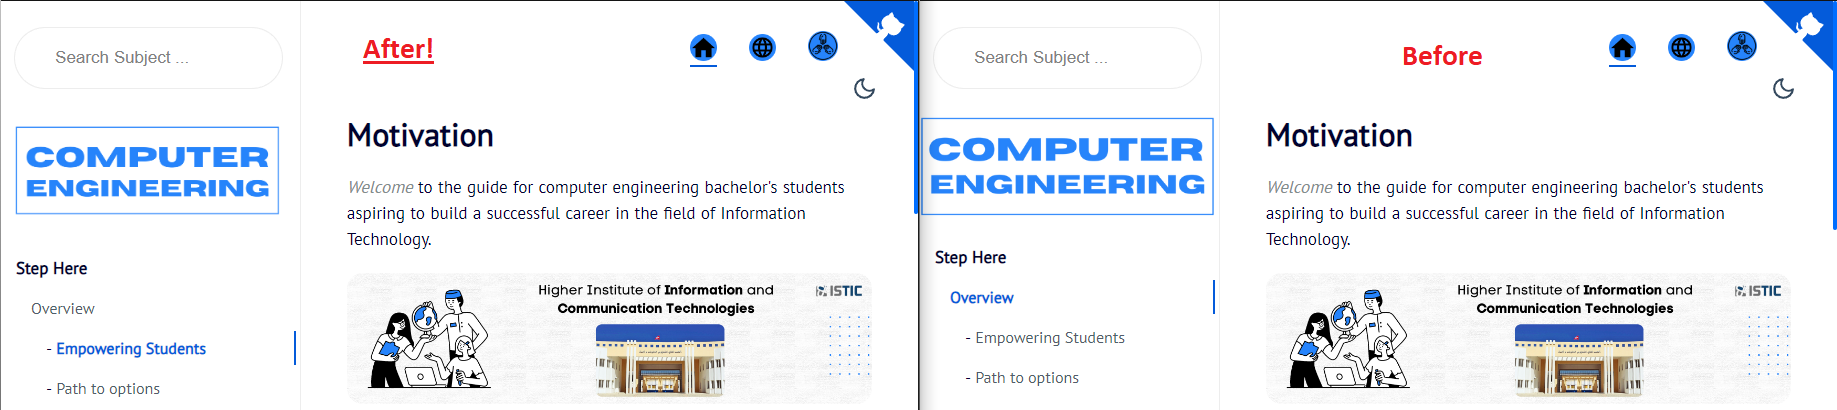 Search Subject ...
After!
COMPUTER
ENGINEERING
Step Here
Overview
- Empowering Students
- Path to options
Motivation
Welcome to the guide for computer engineering bachelor's students
aspiring to build a successful career in the field of Information
Technology.
Higher Institute of Information and
Communication Technologies
ISTIC
Search Subject ...
Before
COMPUTER
ENGINEERING
Step Here
Overview
- Empowering Students
- Path to options
Motivation
Welcome to the guide for computer engineering bachelor's students
aspiring to build a successful career in the field of Information
Technology.
Higher Institute of Information and
Communication Technologies
ISTIC